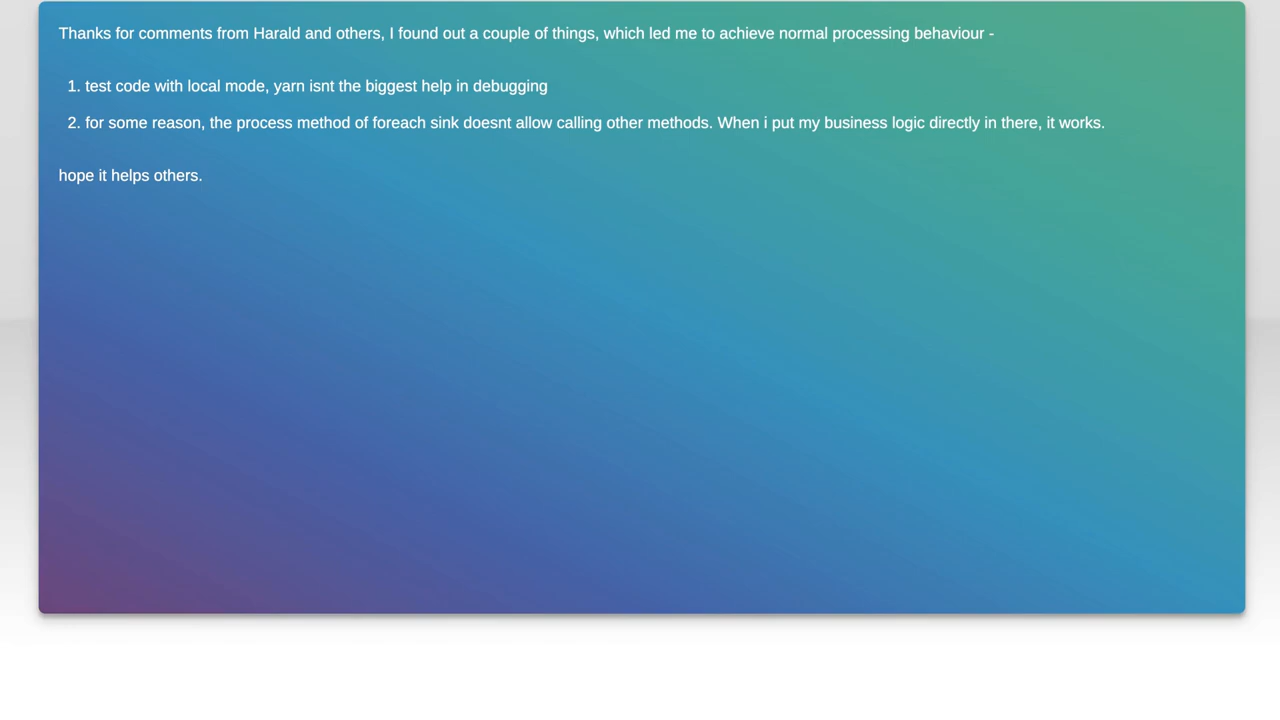 Thanks for comments from Harald and others, I found out a couple of things, which led me to achieve normal processing behaviour -
1. test code with local mode, yarn isnt the biggest help in debugging
2. for some reason, the process method of foreach sink doesnt allow calling other methods. When i put my business logic directly in there, it works.
hope it helps others.